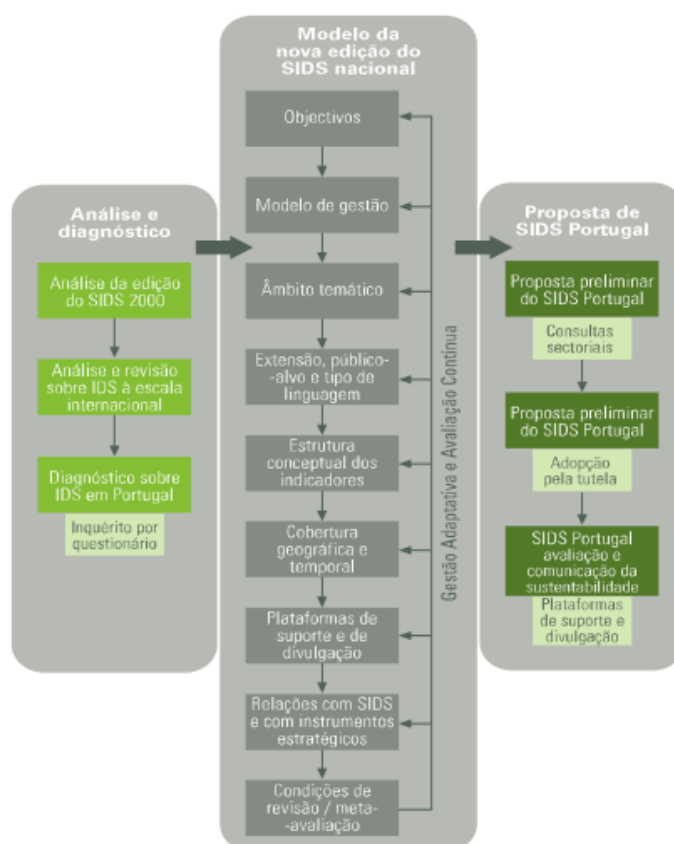 Análise e
diagnóstico
Análise da edição
do SIDS 2000
Análise e revisão
sobre IDS à escala
internacional
Diagnóstico sobre
IDS em Portugal
Inquérito por
questionário
Modelo da
nova edição do
SIDS nacional
Objectivos
Modelo de gestão
Âmbito temático
Extensão, público-
-alvo e tipo de
linguagem
Estrutura
conceptual dos
indicadores
Cobertura
geográfica e
temporal
Plataformas de
suporte e de
divulgação
Relações com SIDS
e com instrumentos
estratégicos
Condições de
revisão / meta-
-avaliação
Gestão Adaptativa e Avaliação Contínua
Proposta de
SIDS Portugal
Proposta preliminar
do SIDS Portugal
Consultas
sectoriais
Proposta preliminar
do SIDS Portugal
Adopção
pela tutela
SIDS Portugal
avaliação e
comunicação da
sustentabilidade
Plataformas
de suporte e
divulgação